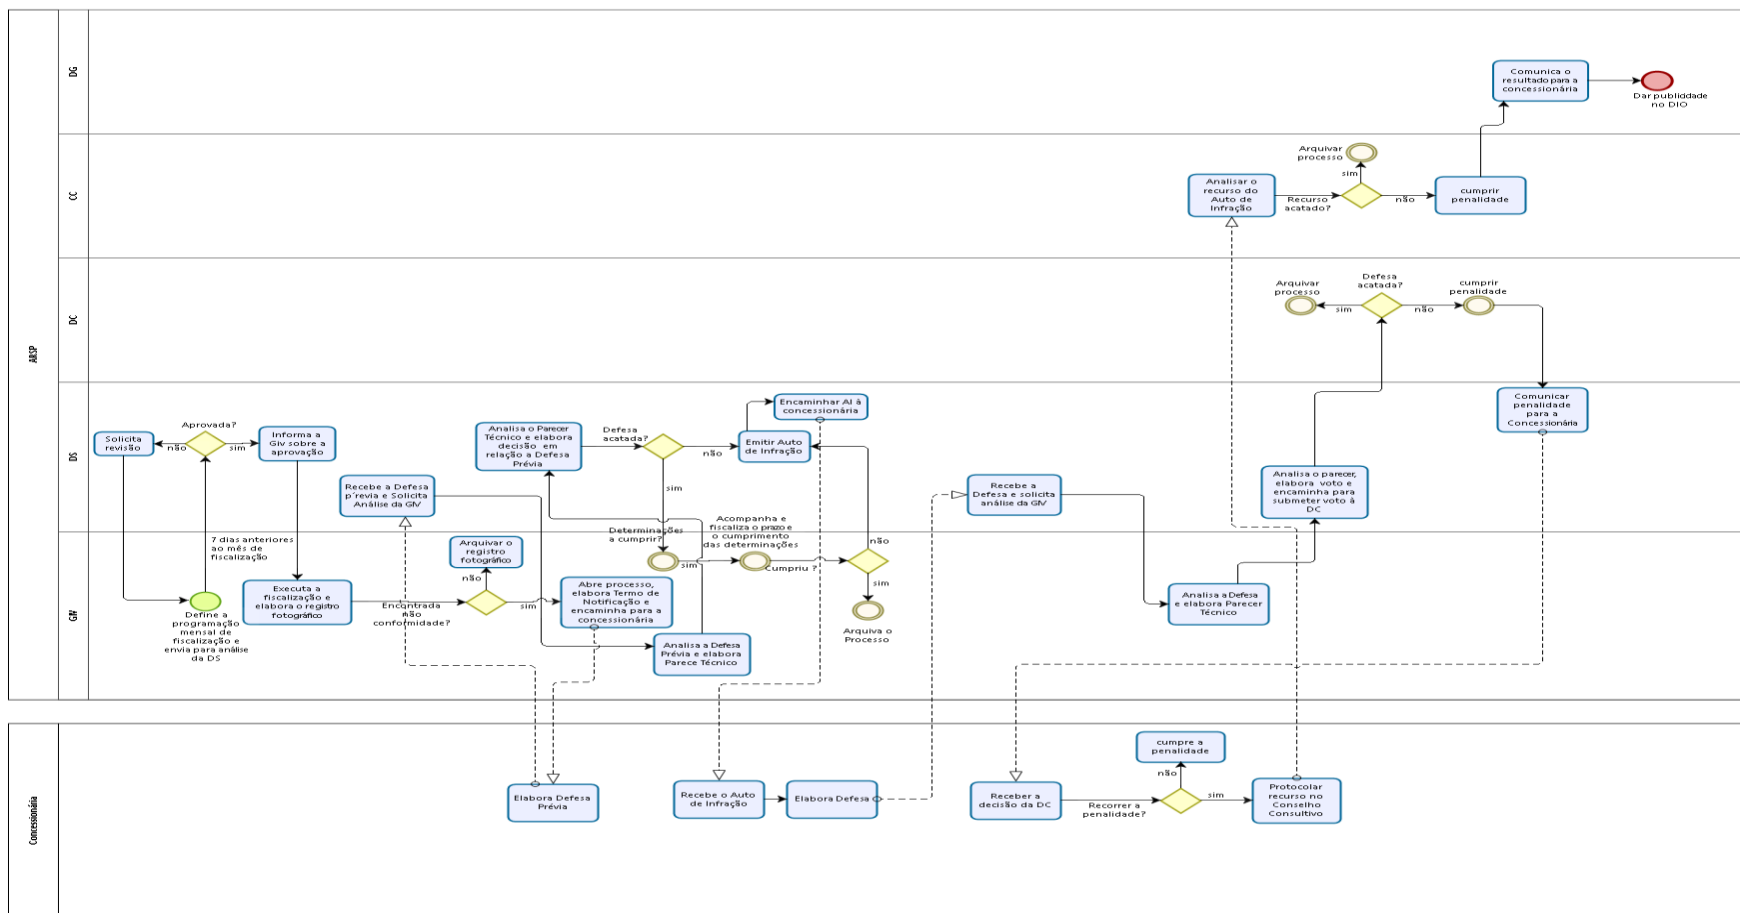 ARSP
DG
Comunica o
resultado para a
concessionária
Dar publicidade
no DIO
CC
Analisar o
recurso do
Auto de
Infração
Recurso
acatado?
Arquivar
processo
sim
não
cumprir
penalidade
DC
Arquivar
processo
sim
Defesa
acatada?
não
cumprir
penalidade
DS
Solicita
revisão
não
Aprovada?
sim
Informa a
Giv sobre a
aprovação
Recebe a Defesa
p´revia e Solicita
Análise da GIV
Analisa o Parecer
Técnico e elabora
decisão em
relação a Defesa
Prévia
Defesa
acatada?
não
sim
Emitir Auto
de Infração
Encaminhar AI à
concessionária
Recebe a
Defesa e solicita
análise da GIV
Analisa o parecer,
elabora voto e
encaminha para
submeter voto à
DC
Comunicar
penalidade
para a
Concessionária
GIV
7 dias anteriores
ao mês de
fiscalização
Define a
programação
mensal de
fiscalização e
envia para análise
da DS
Executa a
fiscalização e
elabora o registro
fotográfico
Encontrada
não
conformidade?
não
Arquivar o
registro
fotográfico
sim
Abre processo,
elabora Termo de
Notificação e
encaminha para a
concessionária
Analisa a Defesa
Prévia e elabora
Parece Técnico
Determinações
a cumprir?
sim
Acompanha e
fiscaliza o prazo e
o cumprimento
das determinações
Cumpriu ?
não
sim
Arquiva o
Processo
Analisa a Defesa
e elabora Parecer
Técnico
Concessionária
Elabora Defesa
Prévia
Recebe o Auto
de Infração
Elabora Defesa
Receber a
decisão da DC
Recorrer a
penalidade?
não
cumpre a
penalidade
sim
Protocolar
recurso no
Conselho
Consultivo